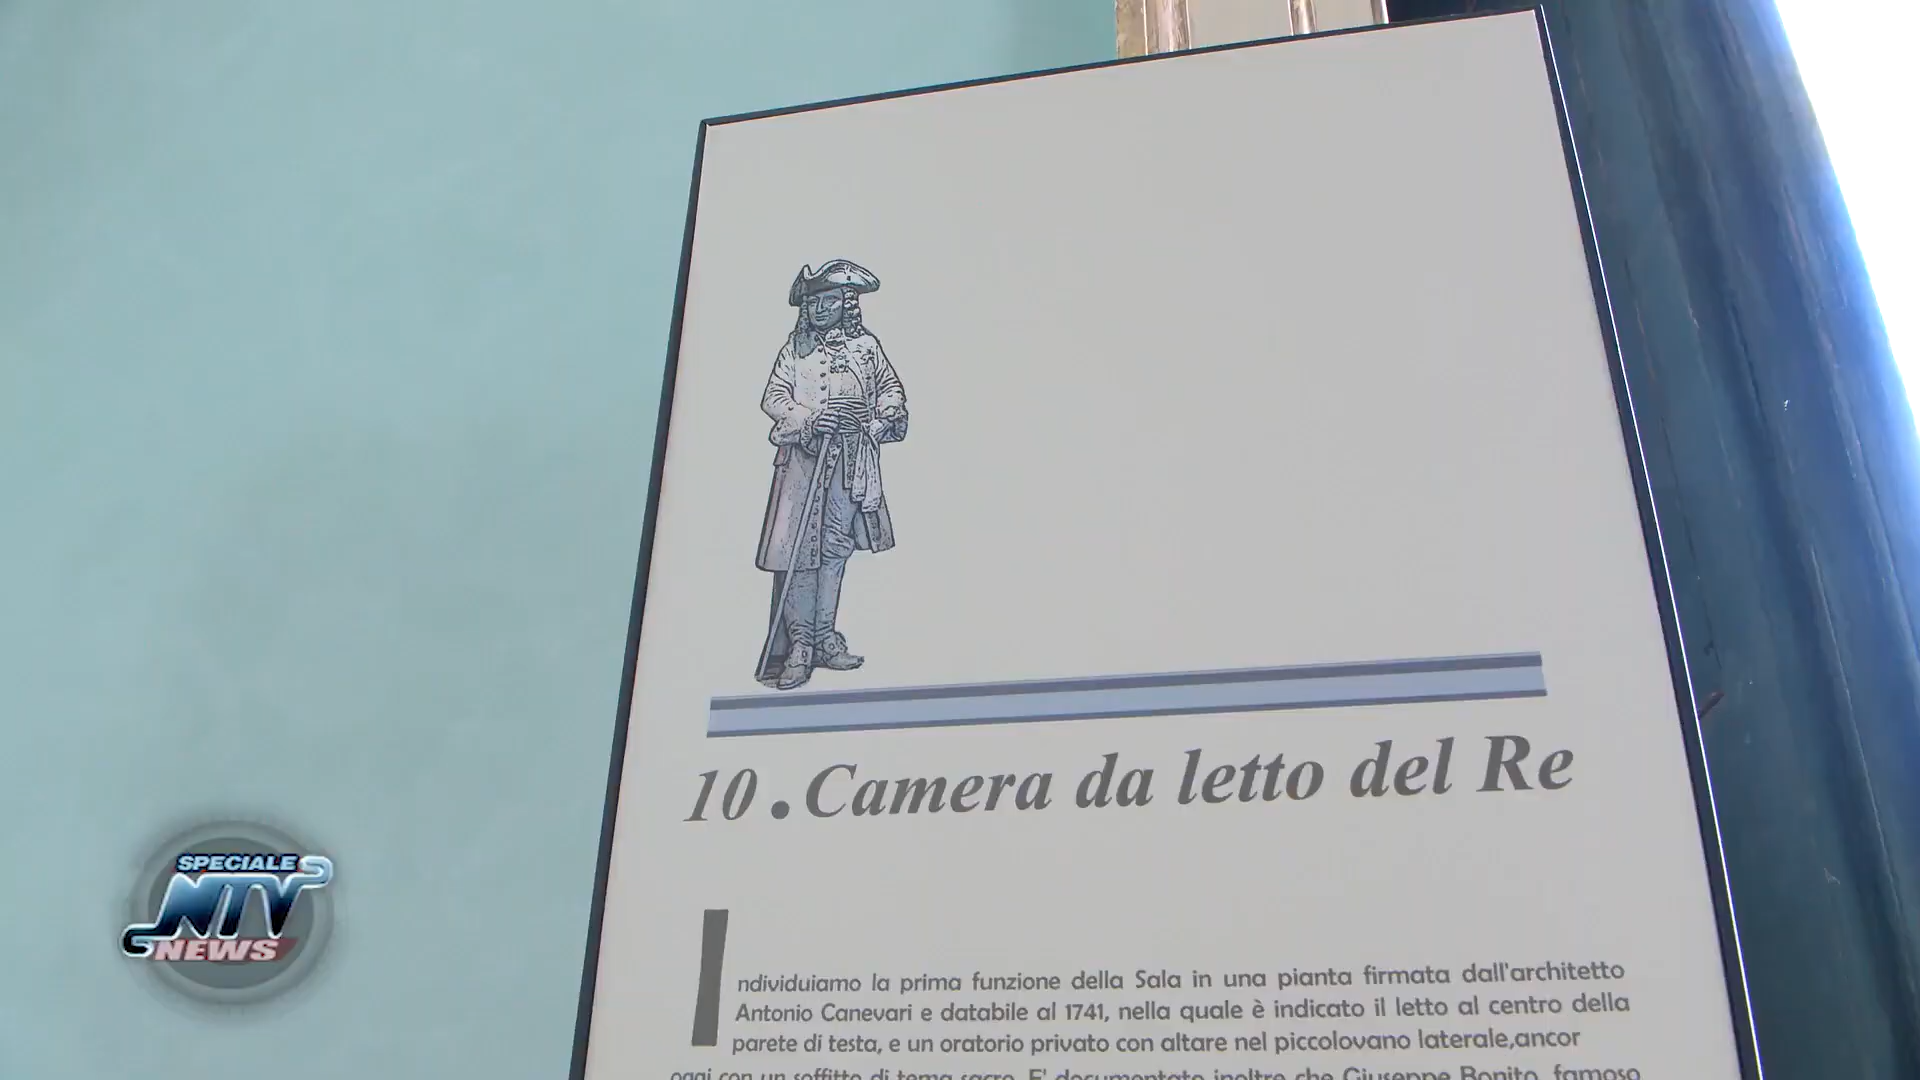 10. Camera da letto del Re
Individuiamo la prima funzione della Sala in una pianta firmata dall'architetto
Antonio Canevari e databile al 1741, nella quale è indicato il letto al centro della
parete di testa, e un oratorio privato con altare nel piccolovano laterale,ancor
oggi con un soffitto di tema sacro. E' documentato inoltre che Giuseppe Bonito, famoso
SPECIALE
NTV
NEWS